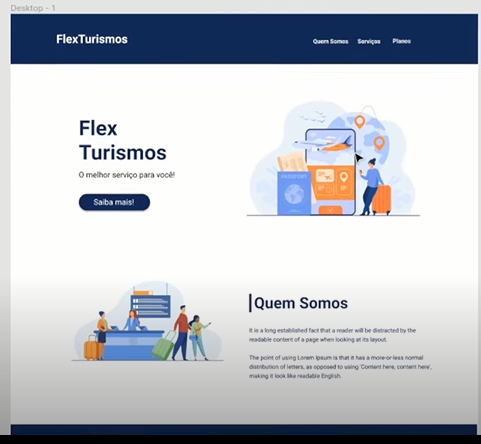 Desktop - 1
FlexTurismos
Quem Somos Serviços Planos
Flex
Turismos
O melhor serviço para você!
Saiba mais!
PASSPORT
Quem Somos
It is a long established fact that a reader will be distracted by the
readable content of a page when looking at its layout.
The point of using Lorem Ipsum is that it has a more-or-less normal
distribution of letters, as opposed to using 'Content here, content here',
making it look like readable English.